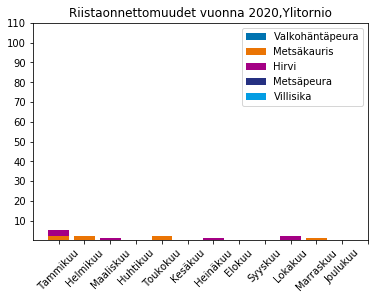 Riistaonnettomuudet vuonna 2020,Ylitornio
110
100
90
80
70
60
50
40
30
20
10
Valkohäntäpeura
Metsäkauris
Hirvi
Metsäpeura
Villisika
Tammikuu
Helmikuu
Maaliskuu
Huhtikuu
Toukokuu
Kesäkuu
Heinäkuu
Elokuu
Syyskuu
Lokakuu
Marraskuu
Joulukuu